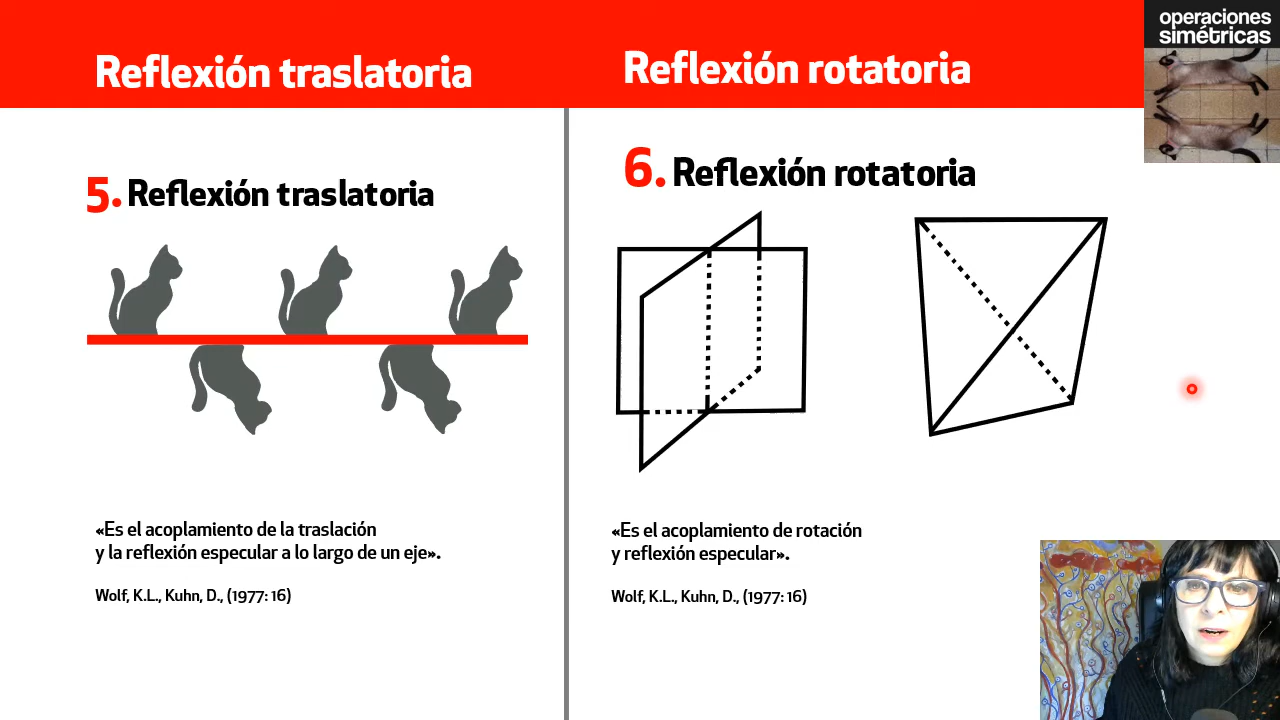 Reflexión traslatoria
Reflexión rotatoria
operaciones
simétricas
5. Reflexión traslatoria
6. Reflexión rotatoria
«Es el acoplamiento de la traslación
y la reflexión especular a lo largo de un eje».
Wolf, K.L., Kuhn, D., (1977: 16)
«Es el acoplamiento de rotación
y reflexión especular».
Wolf, K.L., Kuhn, D., (1977: 16)